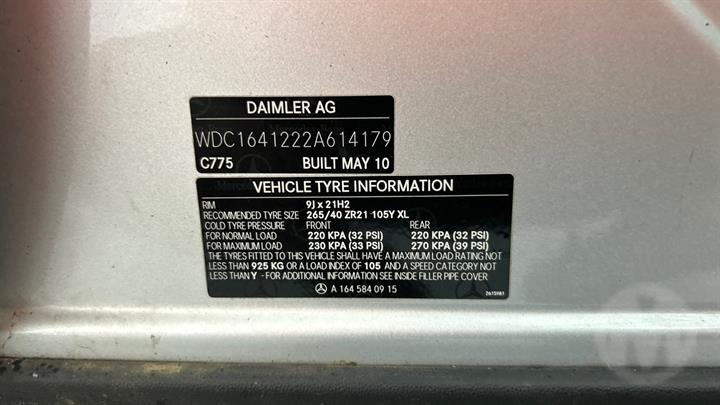 DAIMLER AG
WDC1641222A614179
C775 BUILT MAY 10
VEHICLE TYRE INFORMATION
RIM 9J x 21H2
RECOMMENDED TYRE SIZE 265/40 ZR21 105Y XL
COLD TYRE PRESSURE FRONT REAR
FOR NORMAL LOAD 220 KPA (32 PSI) 220 KPA (32 PSI)
FOR MAXIMUM LOAD 230 KPA (33 PSI) 270 KPA (39 PSI)
THE TYRES FITTED TO THIS VEHICLE SHALL HAVE A MAXIMUM LOAD RATING NOT
LESS THAN 925 KG OR A LOAD INDEX OF 105 AND A SPEED CATEGORY NOT
LESS THAN Y - FOR ADDITIONAL INFORMATION SEE INSIDE FILLER PIPE COVER
A 164 584 09 15